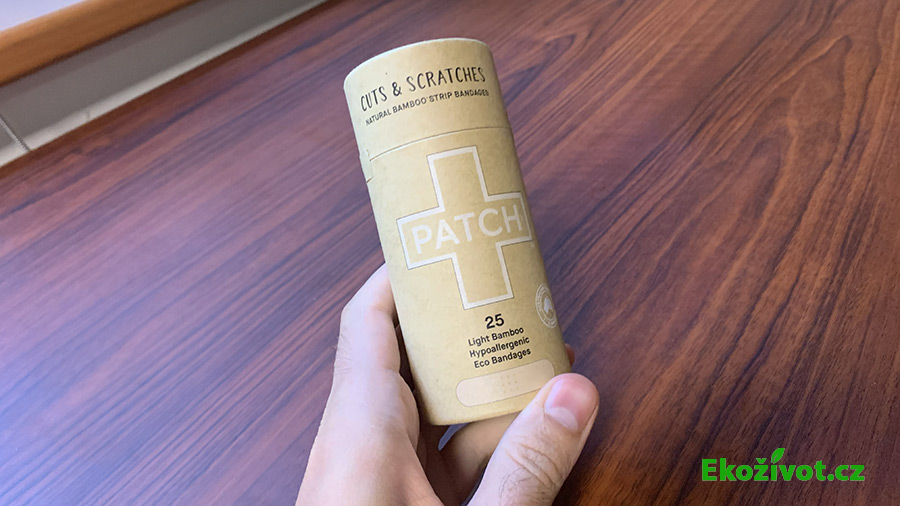 CUTS & SCRATCHES
NATURAL BAMBOO STRIP BANDAGES
PATCH
25
Light Bamboo
Hypoallergenic
Eco Bandages
Ekoživot.cz